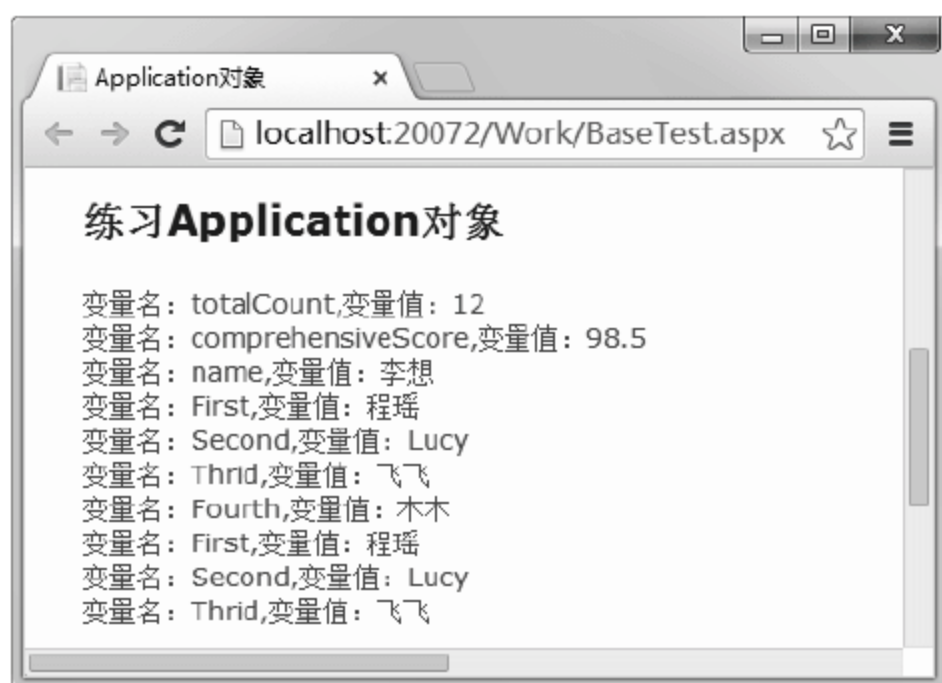 Application对象
localhost:20072/Work/BaseTest.aspx
练习Application对象
变量名：totalCount,变量值：12
变量名：comprehensiveScore,变量值：98.5
变量名：name,变量值：李想
变量名：First,变量值：程瑶
变量名：Second,变量值：Lucy
变量名：Thrid,变量值：飞飞
变量名：Fourth,变量值：木木
变量名：First,变量值：程瑶
变量名：Second,变量值：Lucy
变量名：Thrid,变量值：飞飞